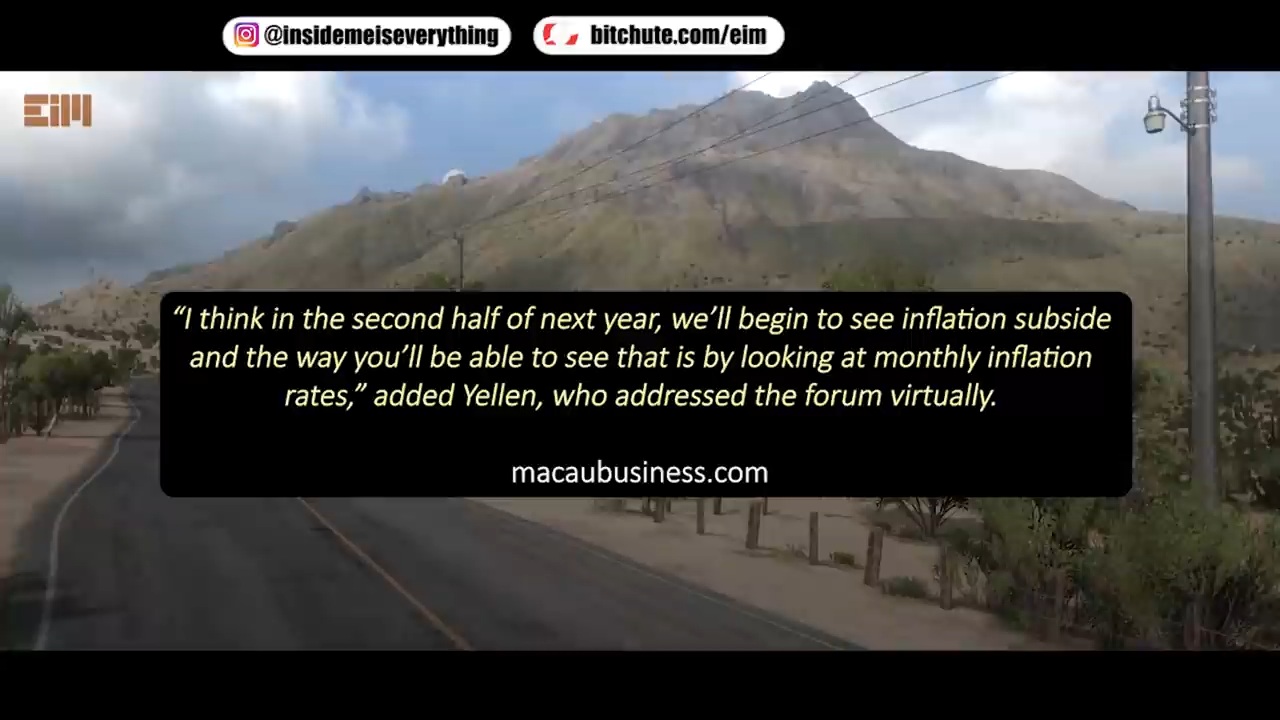 @insidemeiseverything
bitchute.com/eim
EIM
“I think in the second half of next year, we’ll begin to see inflation subside
and the way you’ll be able to see that is by looking at monthly inflation
rates,” added Yellen, who addressed the forum virtually.
macaubusiness.com